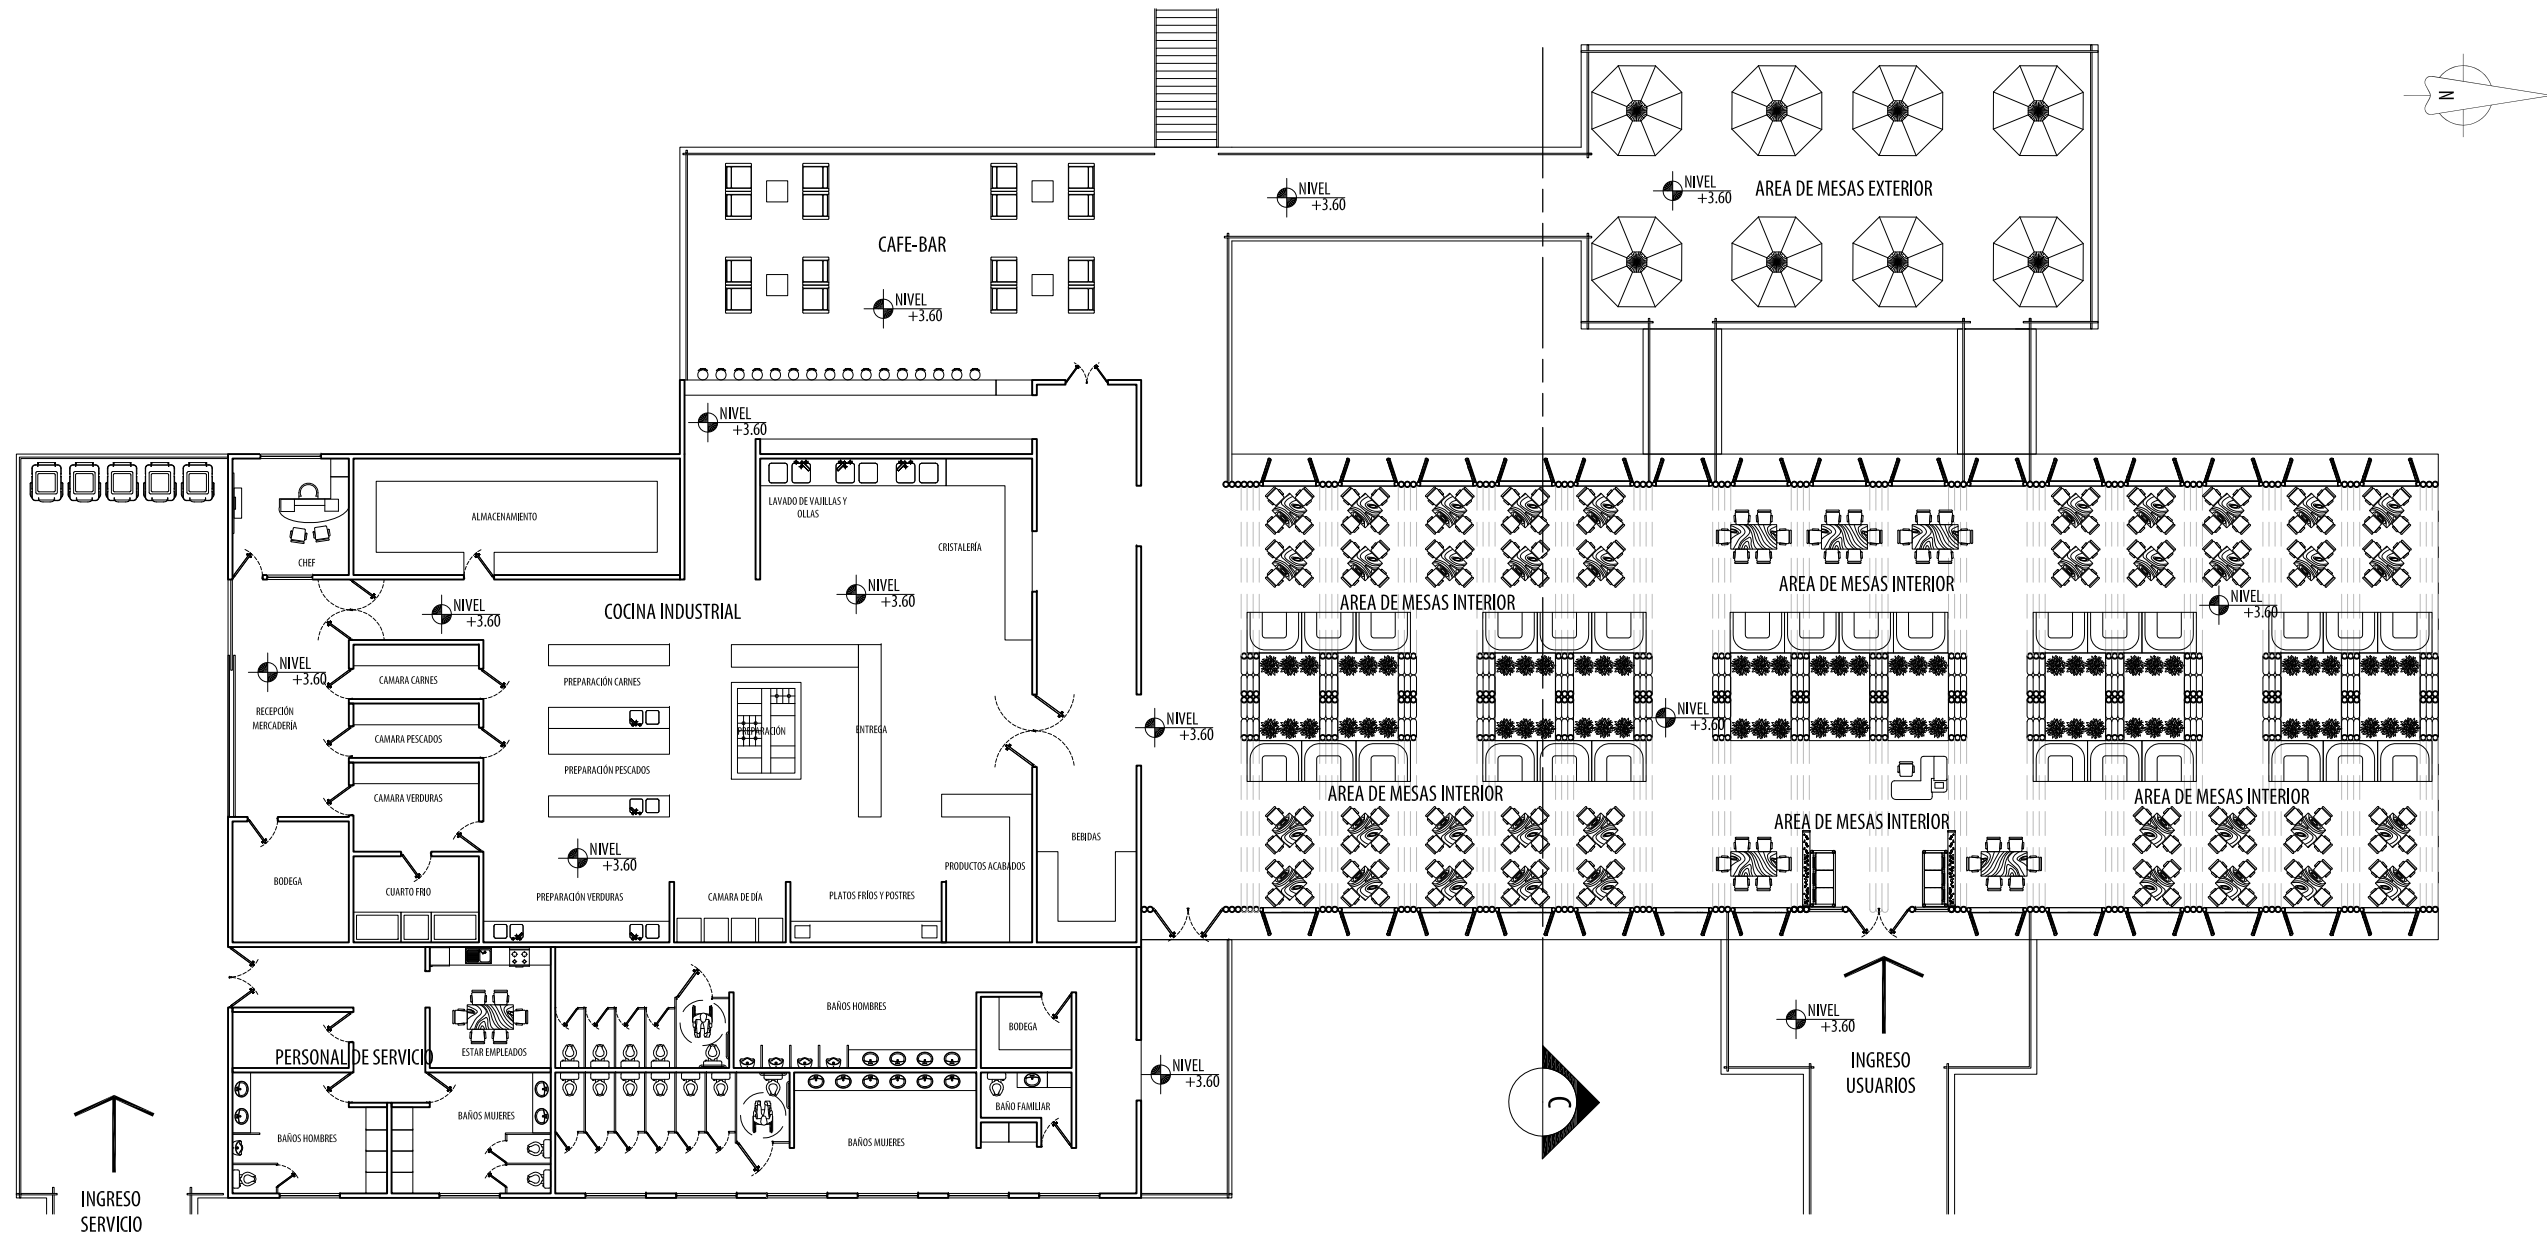 N
NIVEL
+3.60
NIVEL
+3.60
AREA DE MESAS EXTERIOR
CAFE-BAR
NIVEL
+3.60
NIVEL
+3.60
LAVADO DE VAJILLAS Y
OLLAS
ALMACENAMIENTO
CRISTALERÍA
CHEF
NIVEL
+3.60
NIVEL
+3.60
COCINA INDUSTRIAL
AREA DE MESAS INTERIOR
AREA DE MESAS INTERIOR
NIVEL
+3.60
NIVEL
+3.60
CAMARA CARNES
PREPARACIÓN CARNES
RECEPCIÓN
MERCADERÍA
CAMARA PESCADOS
PREPARACIÓN
ENTREGA
NIVEL
+3.60
NIVEL
+3.60
PREPARACIÓN PESCADOS
CAMARA VERDURAS
AREA DE MESAS INTERIOR
AREA DE MESAS INTERIOR
AREA DE MESAS INTERIOR
BEBIDAS
NIVEL
+3.60
PRODUCTOS ACABADOS
BODEGA
CUARTO FRIO
PREPARACIÓN VERDURAS
CAMARA DE DÍA
PLATOS FRÍOS Y POSTRES
BAÑOS HOMBRES
BODEGA
NIVEL
+3.60
PERSONAL DE SERVICIO
ESTAR EMPLEADOS
INGRESO
USUARIOS
NIVEL
+3.60
C
BAÑO FAMILIAR
BAÑOS MUJERES
BAÑOS HOMBRES
BAÑOS MUJERES
INGRESO
SERVICIO